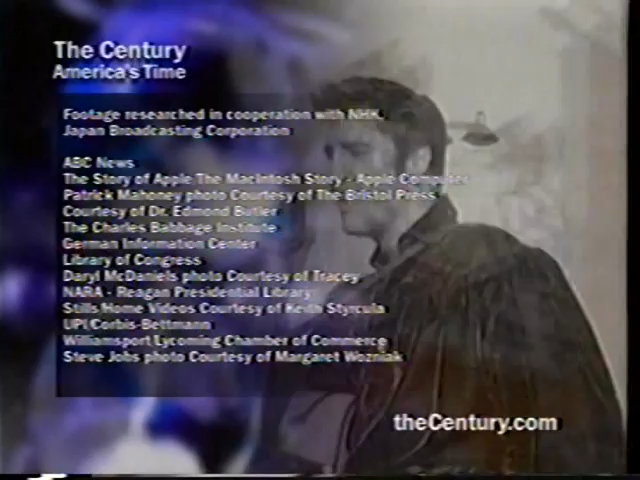 The Century
America's Time
Footage researched in cooperation with NHK,
Japan Broadcasting Corporation
ABC News
The Story of Apple The MacIntosh Story - Apple Computer
Patrick Mahoney photo Courtesy of The Bristol Press
Courtesy of Dr. Edmond Butler
The Charles Babbage Institute
German Information Center
Library of Congress
Daryl McDaniels photo Courtesy of Tracey
NARA - Reagan Presidential Library
Stills/Home Videos Courtesy of Keith Styrcula
UPI/Corbis-Bettmann
Williamsport/Lycoming Chamber of Commerce
Steve Jobs photo Courtesy of Margaret Wozniak
theCentury.com